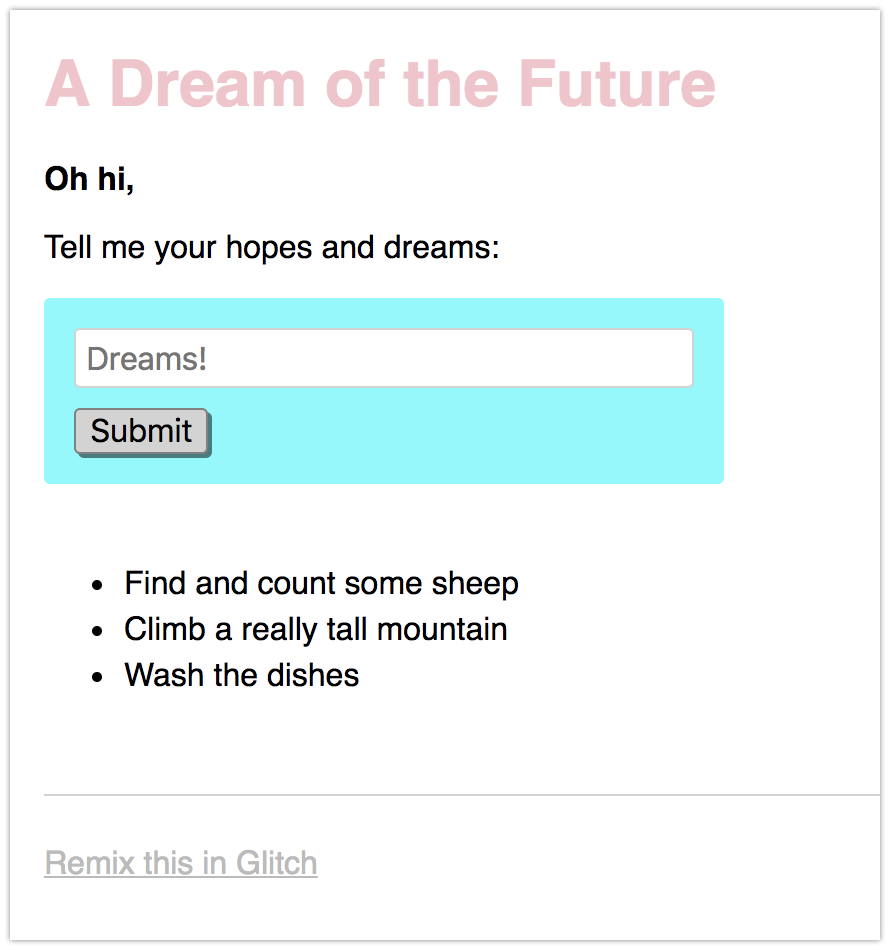 A Dream of the Future
Oh hi,
Tell me your hopes and dreams:
Dreams!
Submit
• Find and count some sheep
• Climb a really tall mountain
• Wash the dishes
Remix this in Glitch